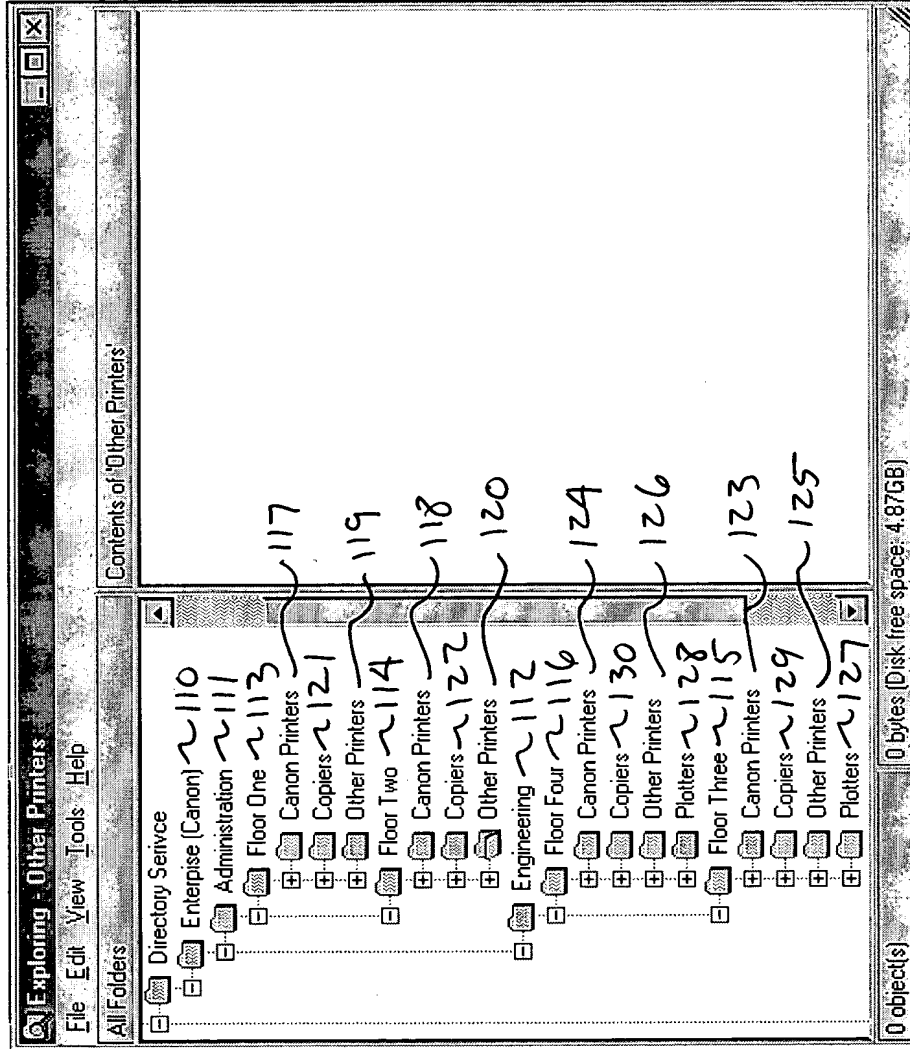 Exploring - Other Printers
File Edit View Tools Help
All Folders
Contents of 'Other Printers'
Directory Serivce
Enterpise (Canon) ~110
Administration ~111
Floor One ~113
Canon Printers 117
Copiers ~121
Other Printers 119
Floor Two ~114
Canon Printers 118
Copiers ~122
Other Printers 120
Engineering ~112
Floor Four ~116
Canon Printers 124
Copiers ~130
Other Printers 126
Plotters ~128
Floor Three ~115
Canon Printers 123
Copiers ~129
Other Printers 125
Plotters ~127
0 object(s)
0 bytes (Disk free space: 4.87GB)